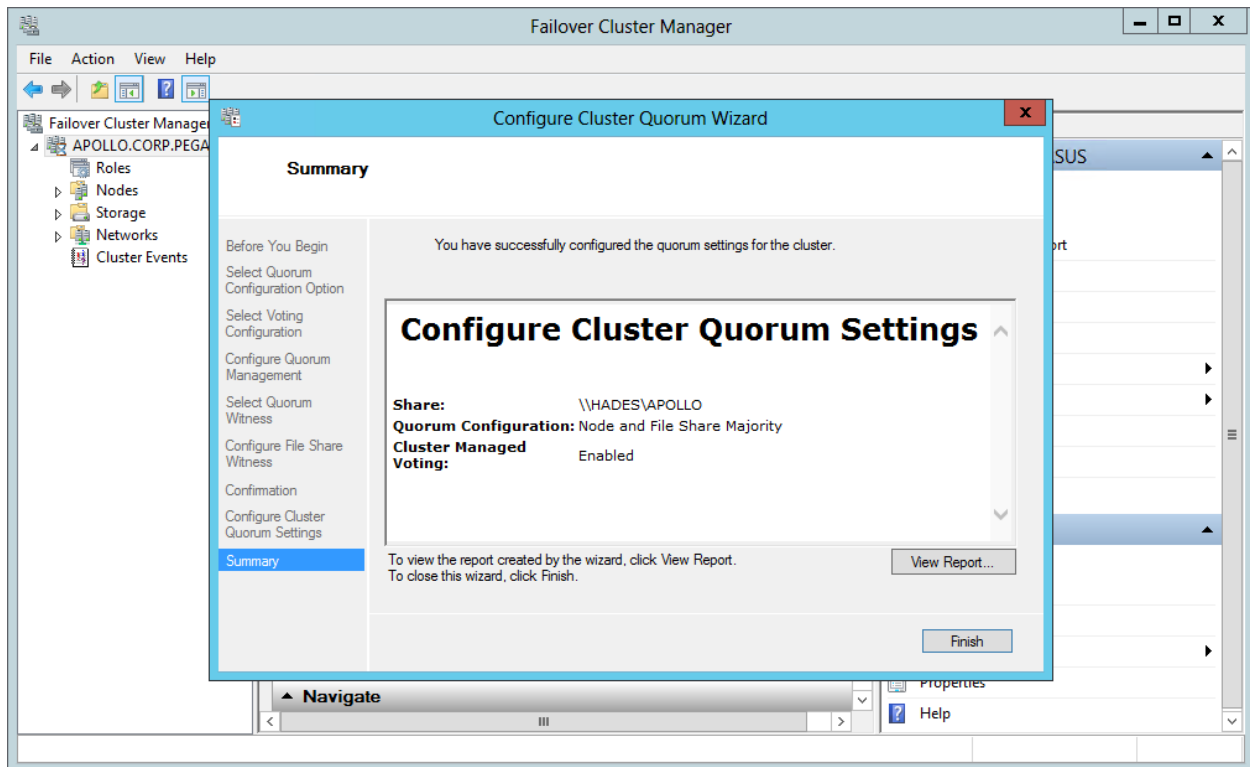 Failover Cluster Manager
File Action View Help
Failover Cluster Manager
APOLLO.CORP.PEGA
Roles
Nodes
Storage
Networks
Cluster Events
Configure Cluster Quorum Wizard
Summary
Before You Begin
Select Quorum
Configuration Option
Select Voting
Configuration
Configure Quorum
Management
Select Quorum
Witness
Configure File Share
Witness
Confirmation
Configure Cluster
Quorum Settings
Summary
You have successfully configured the quorum settings for the cluster.
Configure Cluster Quorum Settings
Share: \\HADES\APOLLO
Quorum Configuration: Node and File Share Majority
Cluster Managed
Voting: Enabled
To view the report created by the wizard, click View Report.
To close this wizard, click Finish.
View Report...
Finish
SUS
ort
Navigate
Properties
Help